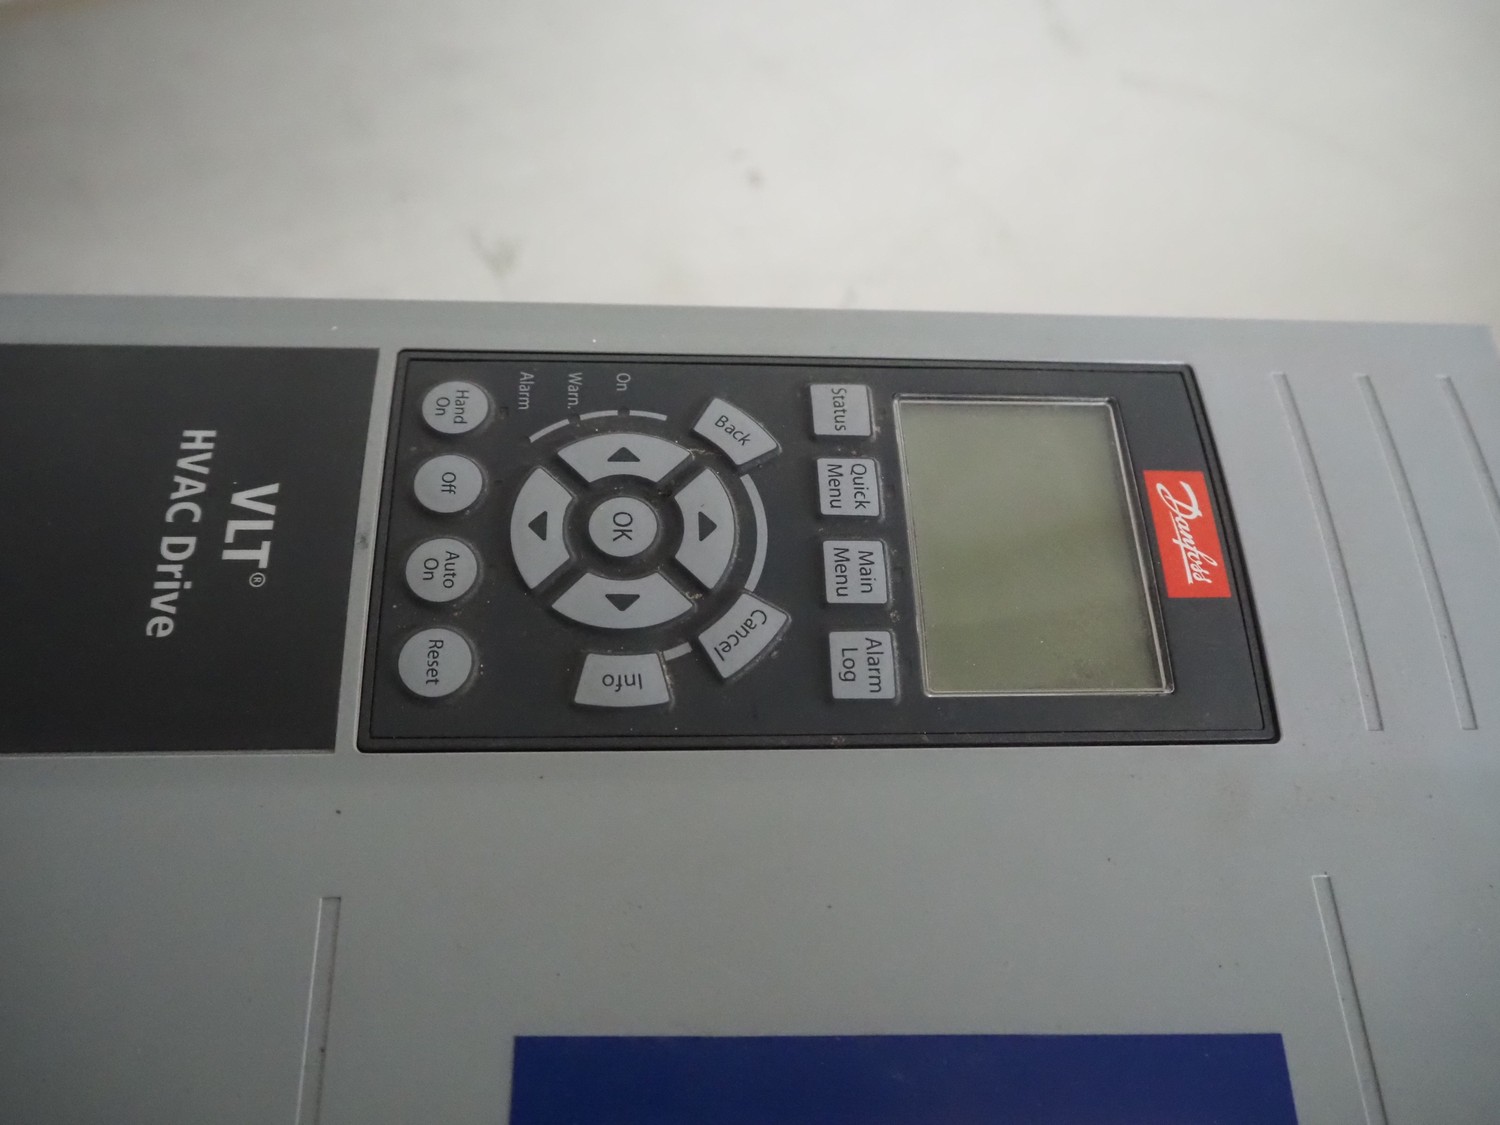 Danfoss
Status
Quick
Menu
Main
Menu
Alarm
Log
Back
Cancel
Info
OK
On
Warn.
Alarm
Hand
On
Off
Auto
On
Reset
VLT®
HVAC Drive